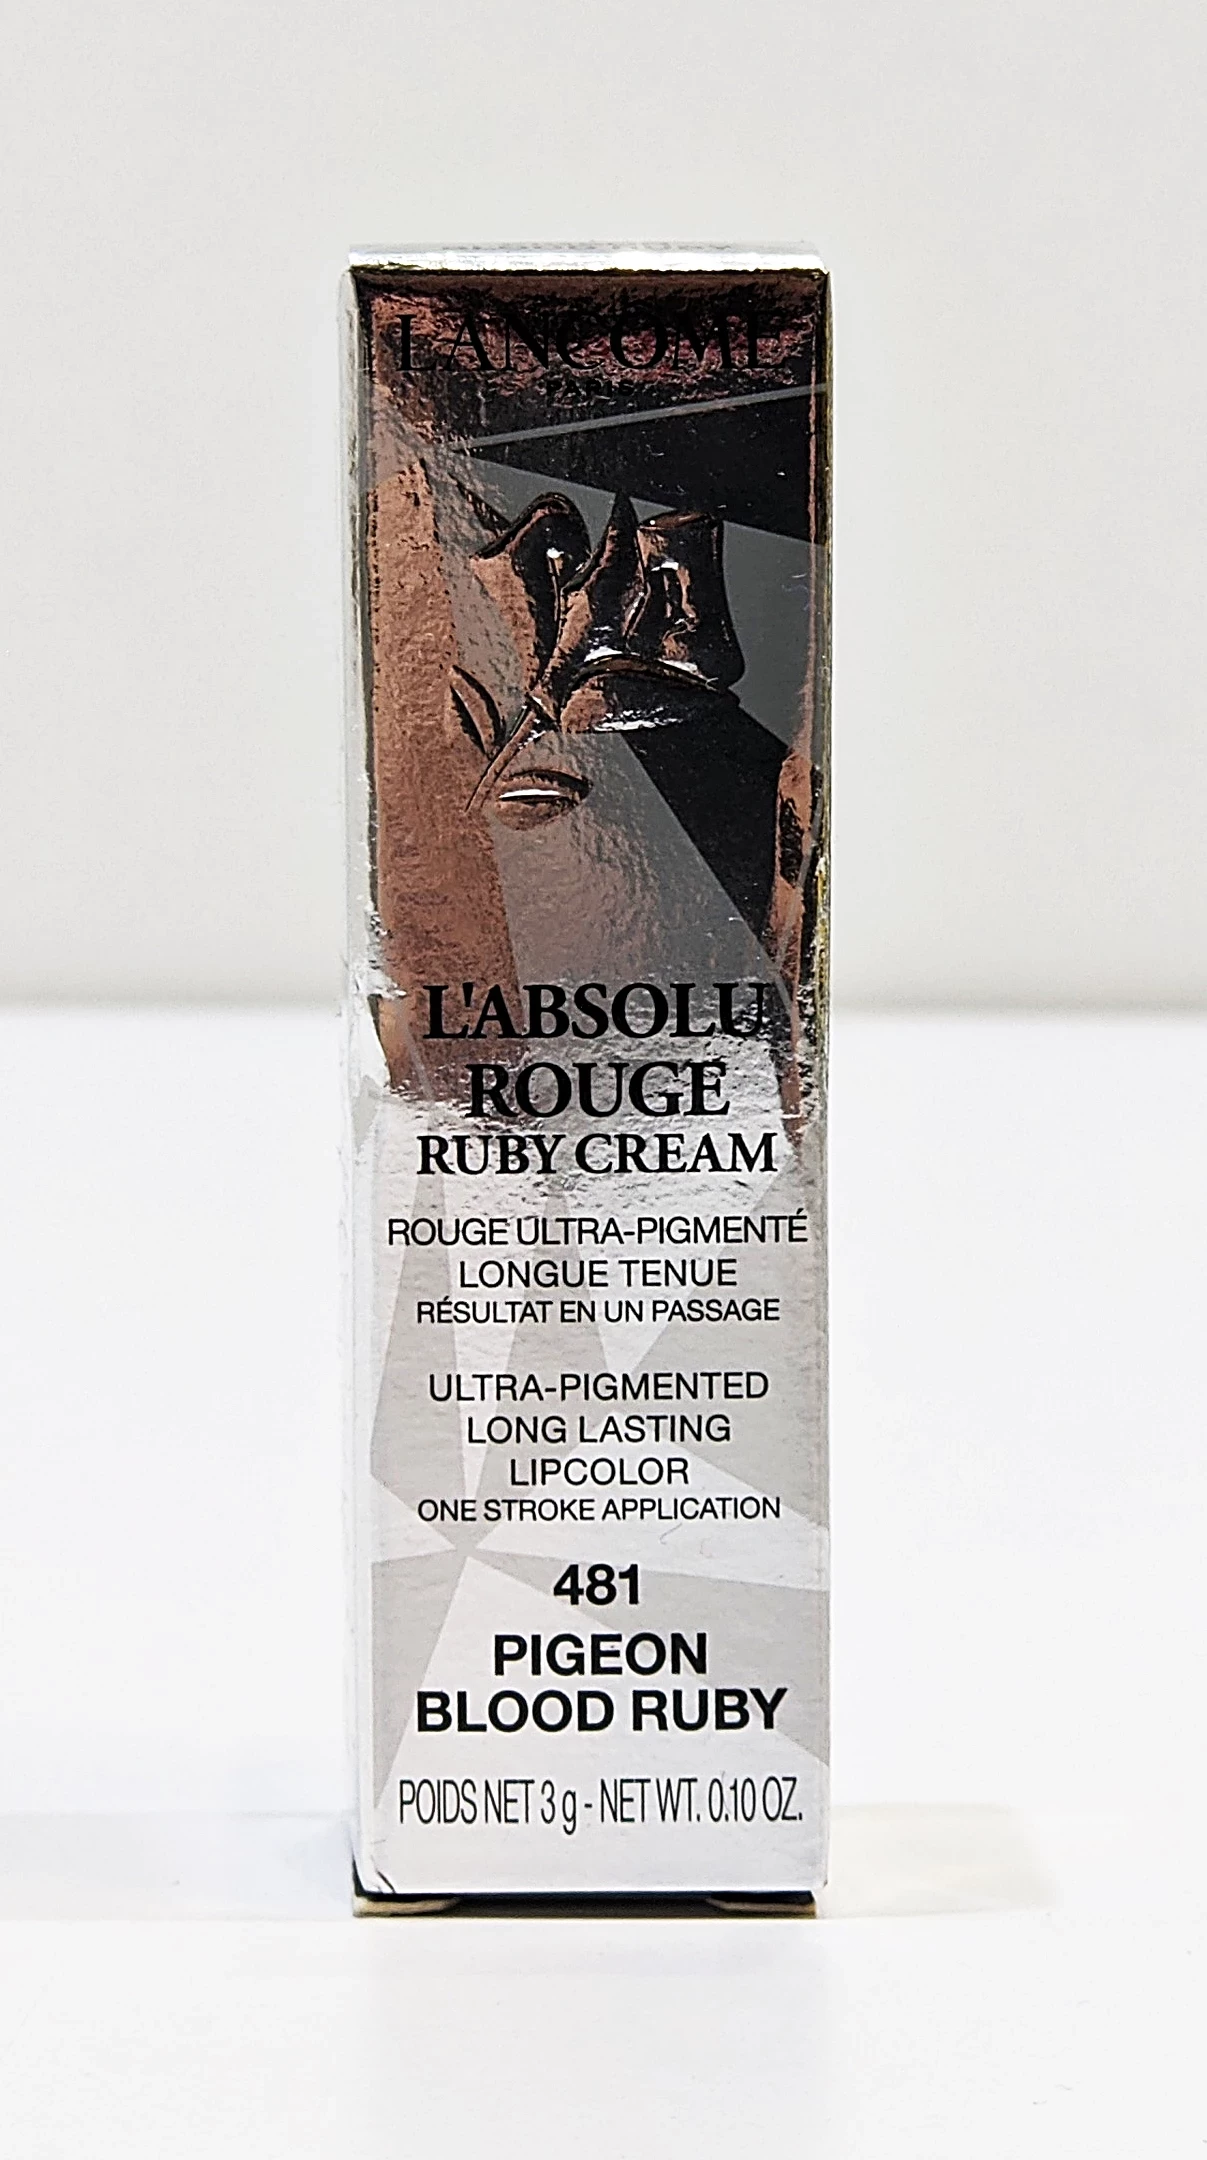 LANCÔME
PARIS
L'ABSOLU
ROUGE
RUBY CREAM
ROUGE ULTRA-PIGMENTÉ
LONGUE TENUE
RÉSULTAT EN UN PASSAGE
ULTRA-PIGMENTED
LONG LASTING
LIPCOLOR
ONE STROKE APPLICATION
481
PIGEON
BLOOD RUBY
POIDS NET 3 g - NET WT. 0.10 OZ.